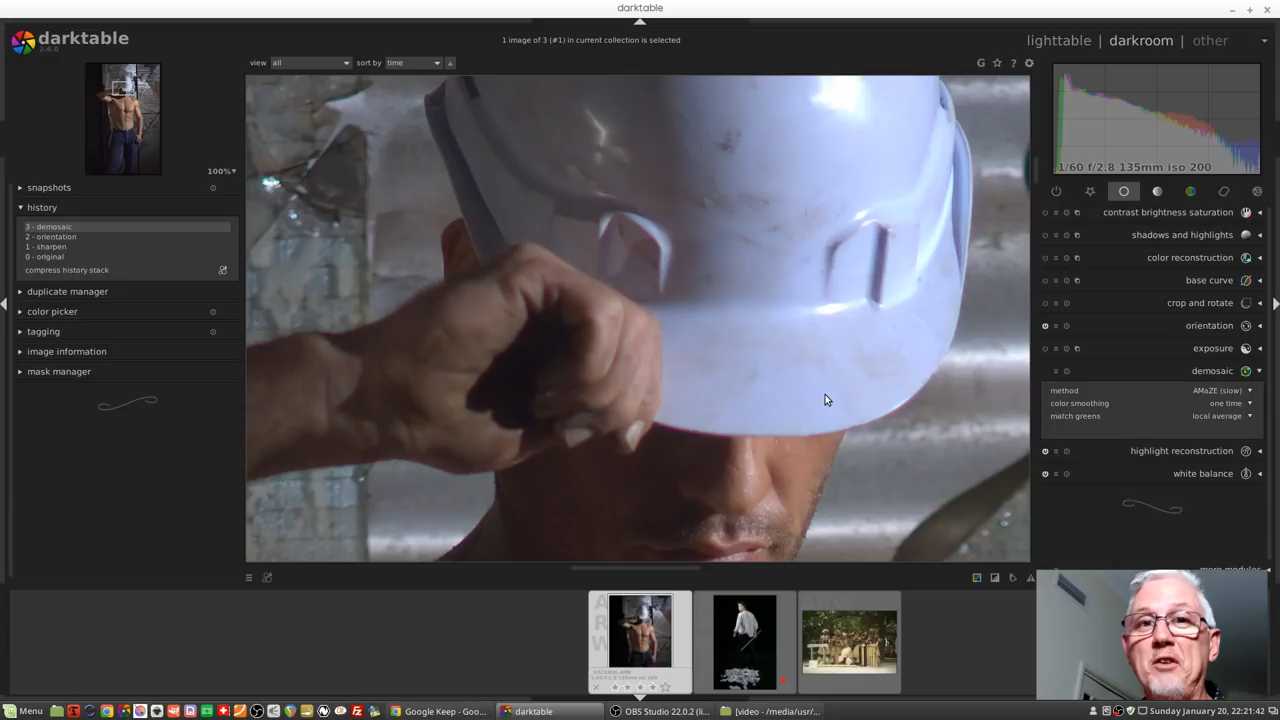 darktable
darktable
2.6.0
1 image of 3 (#1) in current collection is selected
lighttable | darkroom | other
view all sort by time
G ?
100%
1/60 f/2.8 135mm iso 200
snapshots
history
3 - demosaic
2 - orientation
1 - sharpen
0 - original
compress history stack
duplicate manager
color picker
tagging
image information
mask manager
contrast brightness saturation
shadows and highlights
color reconstruction
base curve
crop and rotate
orientation
exposure
demosaic
method AMaZE (slow)
color smoothing one time
match greens local average
highlight reconstruction
white balance
Menu
Google Keep - Goo...
darktable
OBS Studio 22.0.2 (li...
[video - /media/usr/...
Sunday January 20, 22:21:42